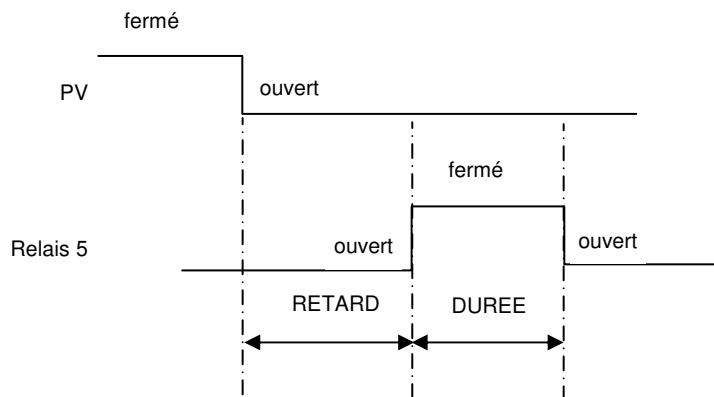 fermé
PV
ouvert
fermé
Relais 5
ouvert
ouvert
RETARD
DUREE